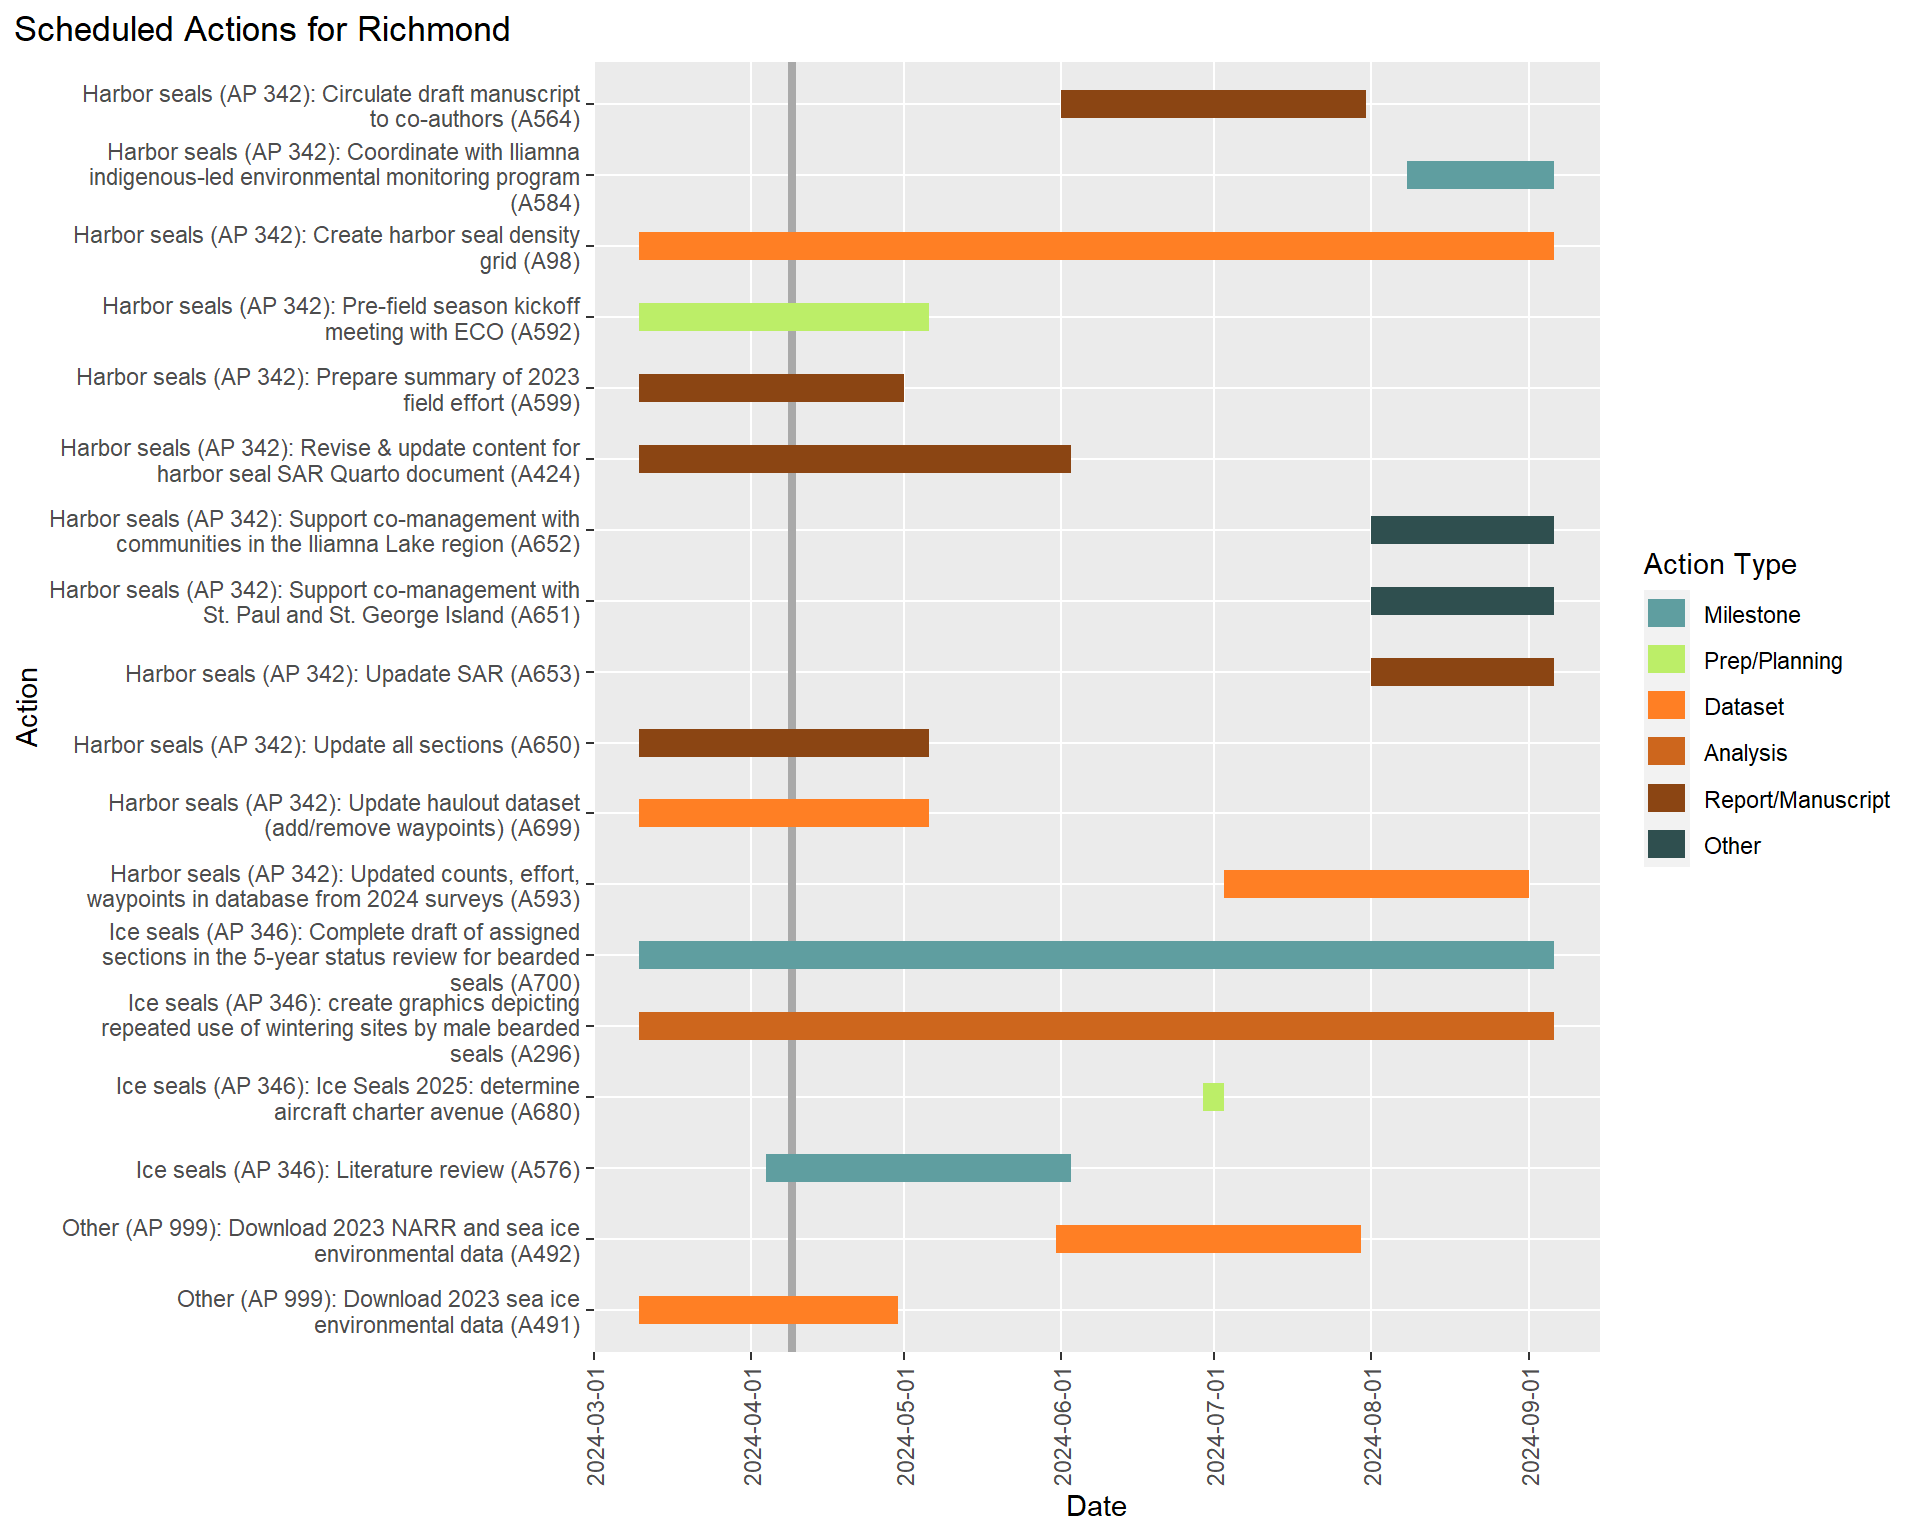 Scheduled Actions for Richmond
Harbor seals (AP 342): Circulate draft manuscript
to co-authors (A564)
Harbor seals (AP 342): Coordinate with Iliamna
indigenous-led environmental monitoring program
(A584)
Harbor seals (AP 342): Create harbor seal density
grid (A98)
Harbor seals (AP 342): Pre-field season kickoff
meeting with ECO (A592)
Harbor seals (AP 342): Prepare summary of 2023
field effort (A599)
Harbor seals (AP 342): Revise & update content for
harbor seal SAR Quarto document (A424)
Harbor seals (AP 342): Support co-management with
communities in the Iliamna Lake region (A652)
Harbor seals (AP 342): Support co-management with
St. Paul and St. George Island (A651)
Harbor seals (AP 342): Upadate SAR (A653)
Harbor seals (AP 342): Update all sections (A650)
Harbor seals (AP 342): Update haulout dataset
(add/remove waypoints) (A699)
Harbor seals (AP 342): Updated counts, effort,
waypoints in database from 2024 surveys (A593)
Ice seals (AP 346): Complete draft of assigned
sections in the 5-year status review for bearded
seals (A700)
Ice seals (AP 346): create graphics depicting
repeated use of wintering sites by male bearded
seals (A296)
Ice seals (AP 346): Ice Seals 2025: determine
aircraft charter avenue (A680)
Ice seals (AP 346): Literature review (A576)
Other (AP 999): Download 2023 NARR and sea ice
environmental data (A492)
Other (AP 999): Download 2023 sea ice
environmental data (A491)
Action
2024-03-01
2024-04-01
2024-05-01
2024-06-01
2024-07-01
2024-08-01
2024-09-01
Date
Action Type
Milestone
Prep/Planning
Dataset
Analysis
Report/Manuscript
Other